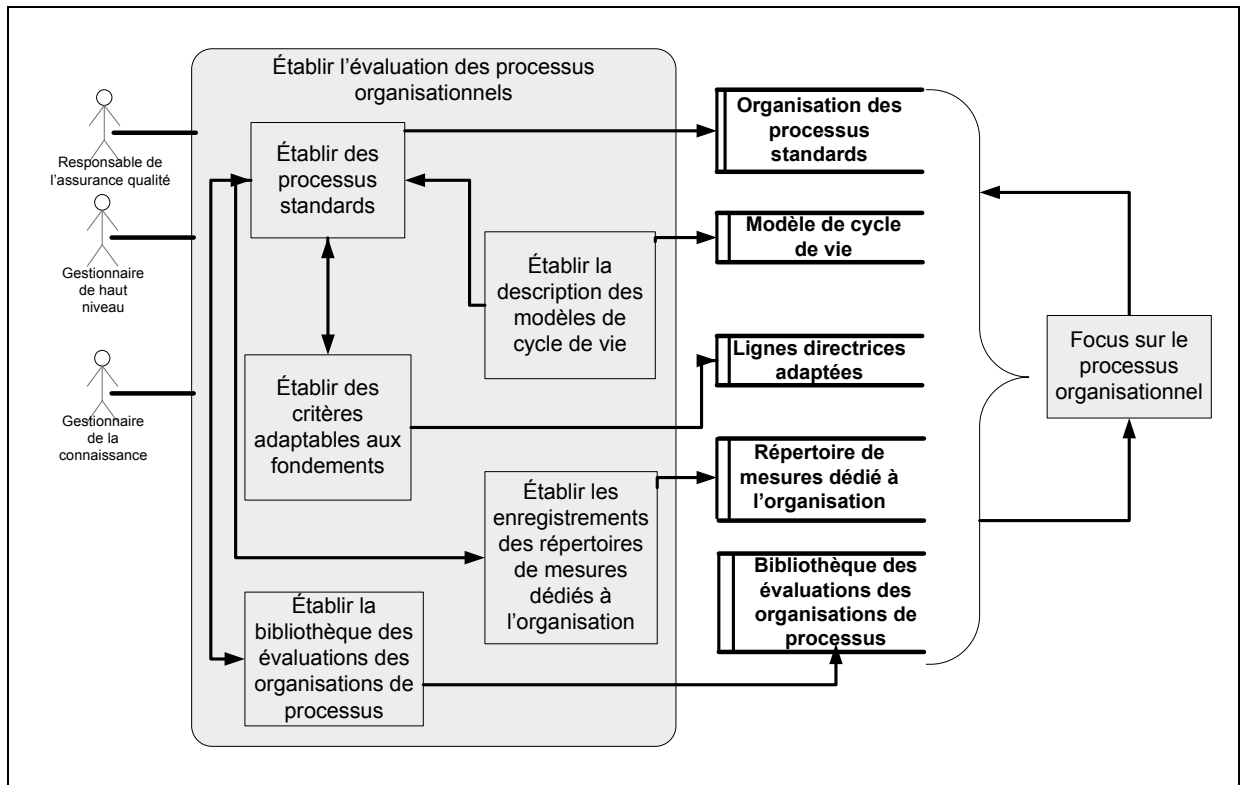 Établir l’évaluation des processus
organisationnels
Responsable de
l’assurance qualité
Gestionnaire
de haut
niveau
Gestionnaire
de la
connaissance
Établir des
processus
standards
Établir la
description des
modèles de
cycle de vie
Établir des
critères
adaptables aux
fondements
Établir les
enregistrements
des répertoires
de mesures
dédiés à
l’organisation
Établir la
bibliothèque des
évaluations des
organisations de
processus
Organisation des
processus
standards
Modèle de cycle
de vie
Lignes directrices
adaptées
Répertoire de
mesures dédié à
l’organisation
Bibliothèque des
évaluations des
organisations de
processus
Focus sur le
processus
organisationnel